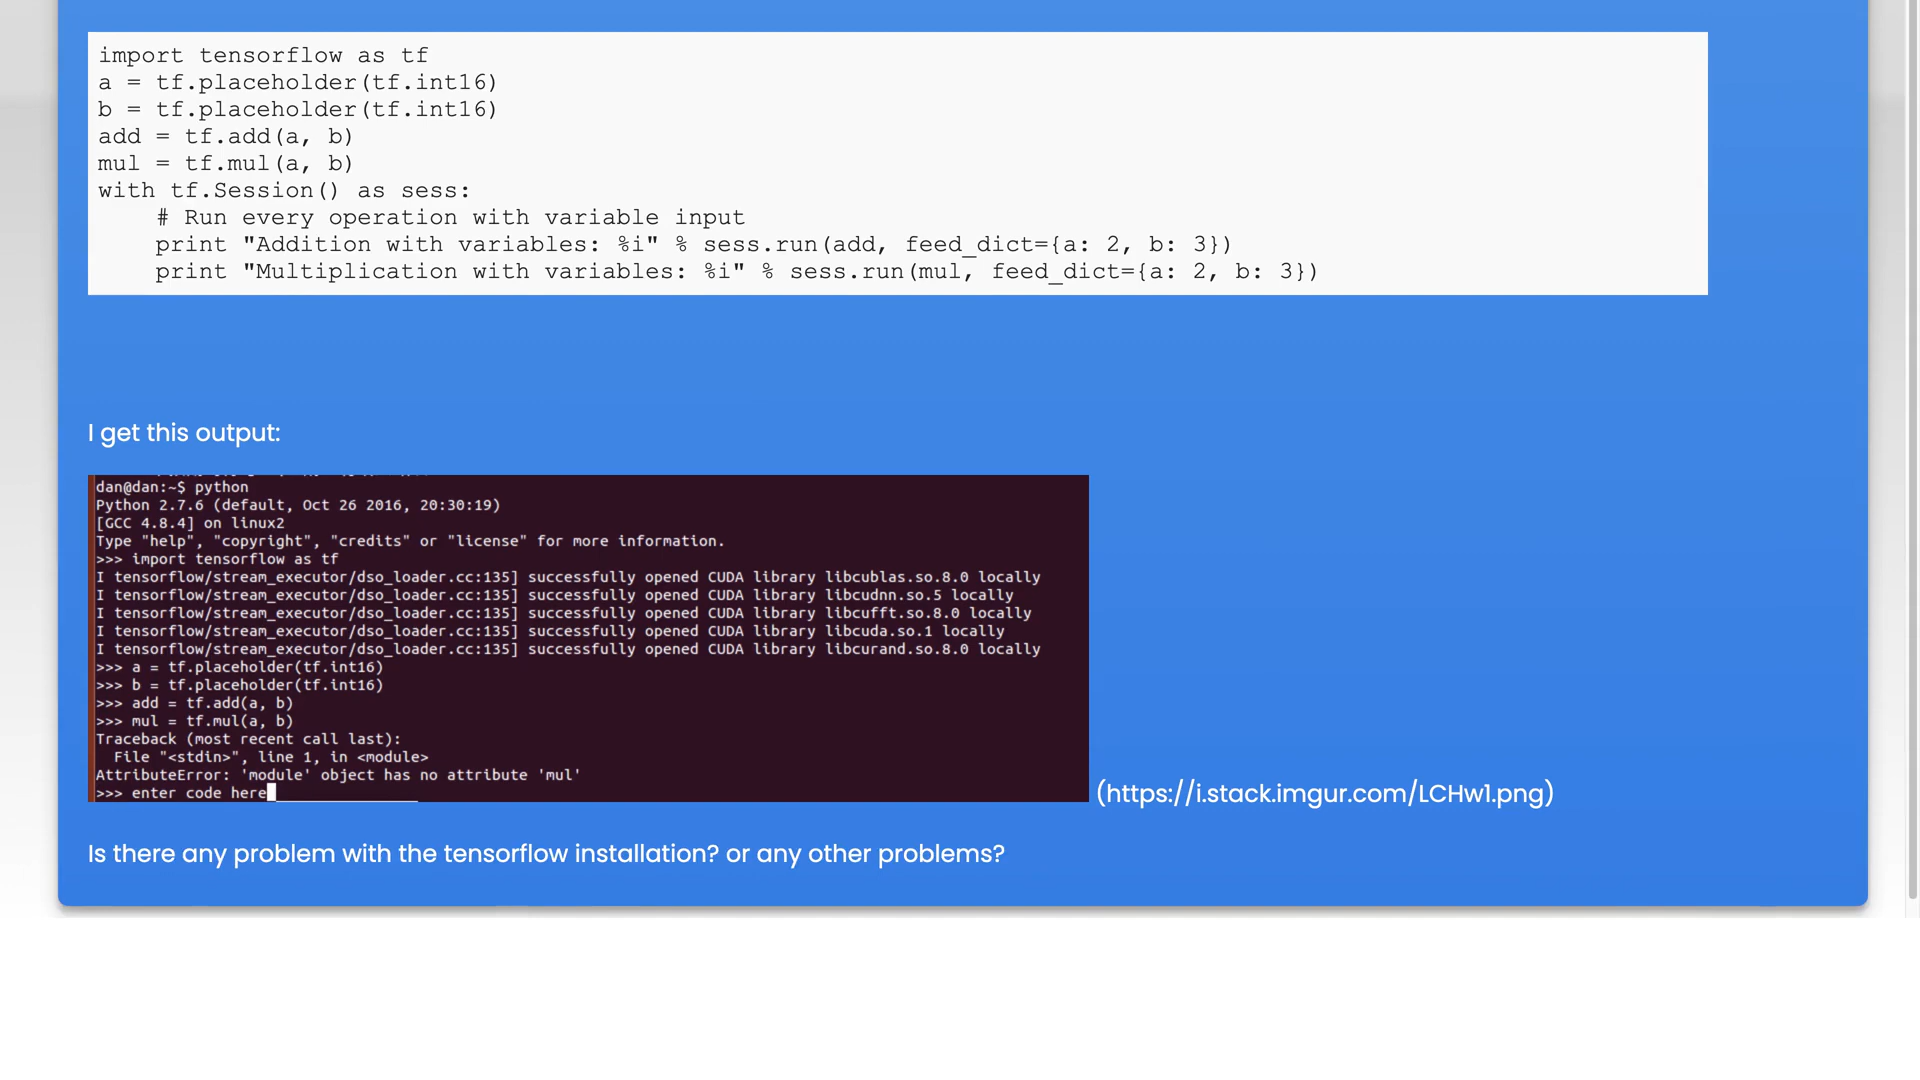 import tensorflow as tf
a = tf.placeholder(tf.int16)
b = tf.placeholder(tf.int16)
add = tf.add(a, b)
mul = tf.mul(a, b)
with tf.Session() as sess:
    # Run every operation with variable input
    print "Addition with variables: %i" % sess.run(add, feed_dict={a: 2, b: 3})
    print "Multiplication with variables: %i" % sess.run(mul, feed_dict={a: 2, b: 3})
I get this output:
dan@dan:~$ python
Python 2.7.6 (default, Oct 26 2016, 20:30:19)
[GCC 4.8.4] on linux2
Type "help", "copyright", "credits" or "license" for more information.
>>> import tensorflow as tf
I tensorflow/stream_executor/dso_loader.cc:135] successfully opened CUDA library libcublas.so.8.0 locally
I tensorflow/stream_executor/dso_loader.cc:135] successfully opened CUDA library libcudnn.so.5 locally
I tensorflow/stream_executor/dso_loader.cc:135] successfully opened CUDA library libcufft.so.8.0 locally
I tensorflow/stream_executor/dso_loader.cc:135] successfully opened CUDA library libcuda.so.1 locally
I tensorflow/stream_executor/dso_loader.cc:135] successfully opened CUDA library libcurand.so.8.0 locally
>>> a = tf.placeholder(tf.int16)
>>> b = tf.placeholder(tf.int16)
>>> add = tf.add(a, b)
>>> mul = tf.mul(a, b)
Traceback (most recent call last):
  File "<stdin>", line 1, in <module>
AttributeError: 'module' object has no attribute 'mul'
>>> enter code here
(https://i.stack.imgur.com/LCHw1.png)
Is there any problem with the tensorflow installation? or any other problems?